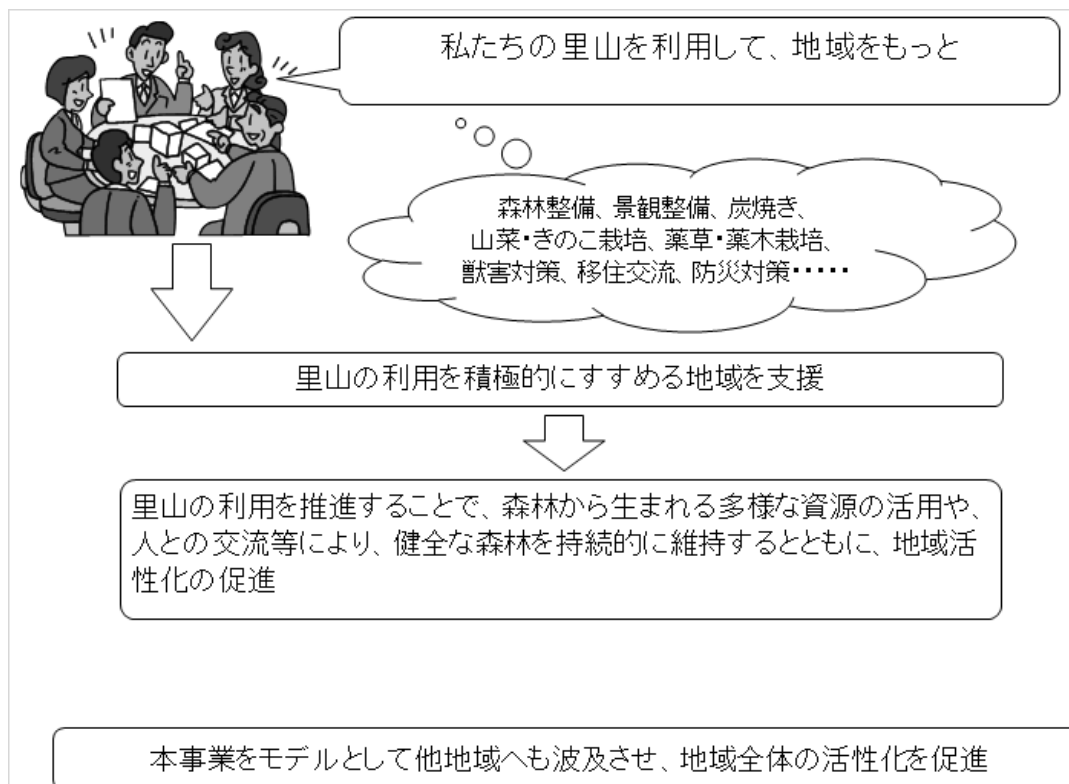 私たちの里山を利用して、地域をもっと
森林整備、景観整備、炭焼き、
山菜・きのこ栽培、薬草・薬木栽培、
獣害対策、移住交流、防災対策・・・・・
里山の利用を積極的にすすめる地域を支援
里山の利用を推進することで、森林から生まれる多様な資源の活用や、
人との交流等により、健全な森林を持続的に維持するとともに、地域活
性化の促進
本事業をモデルとして他地域へも波及させ、地域全体の活性化を促進